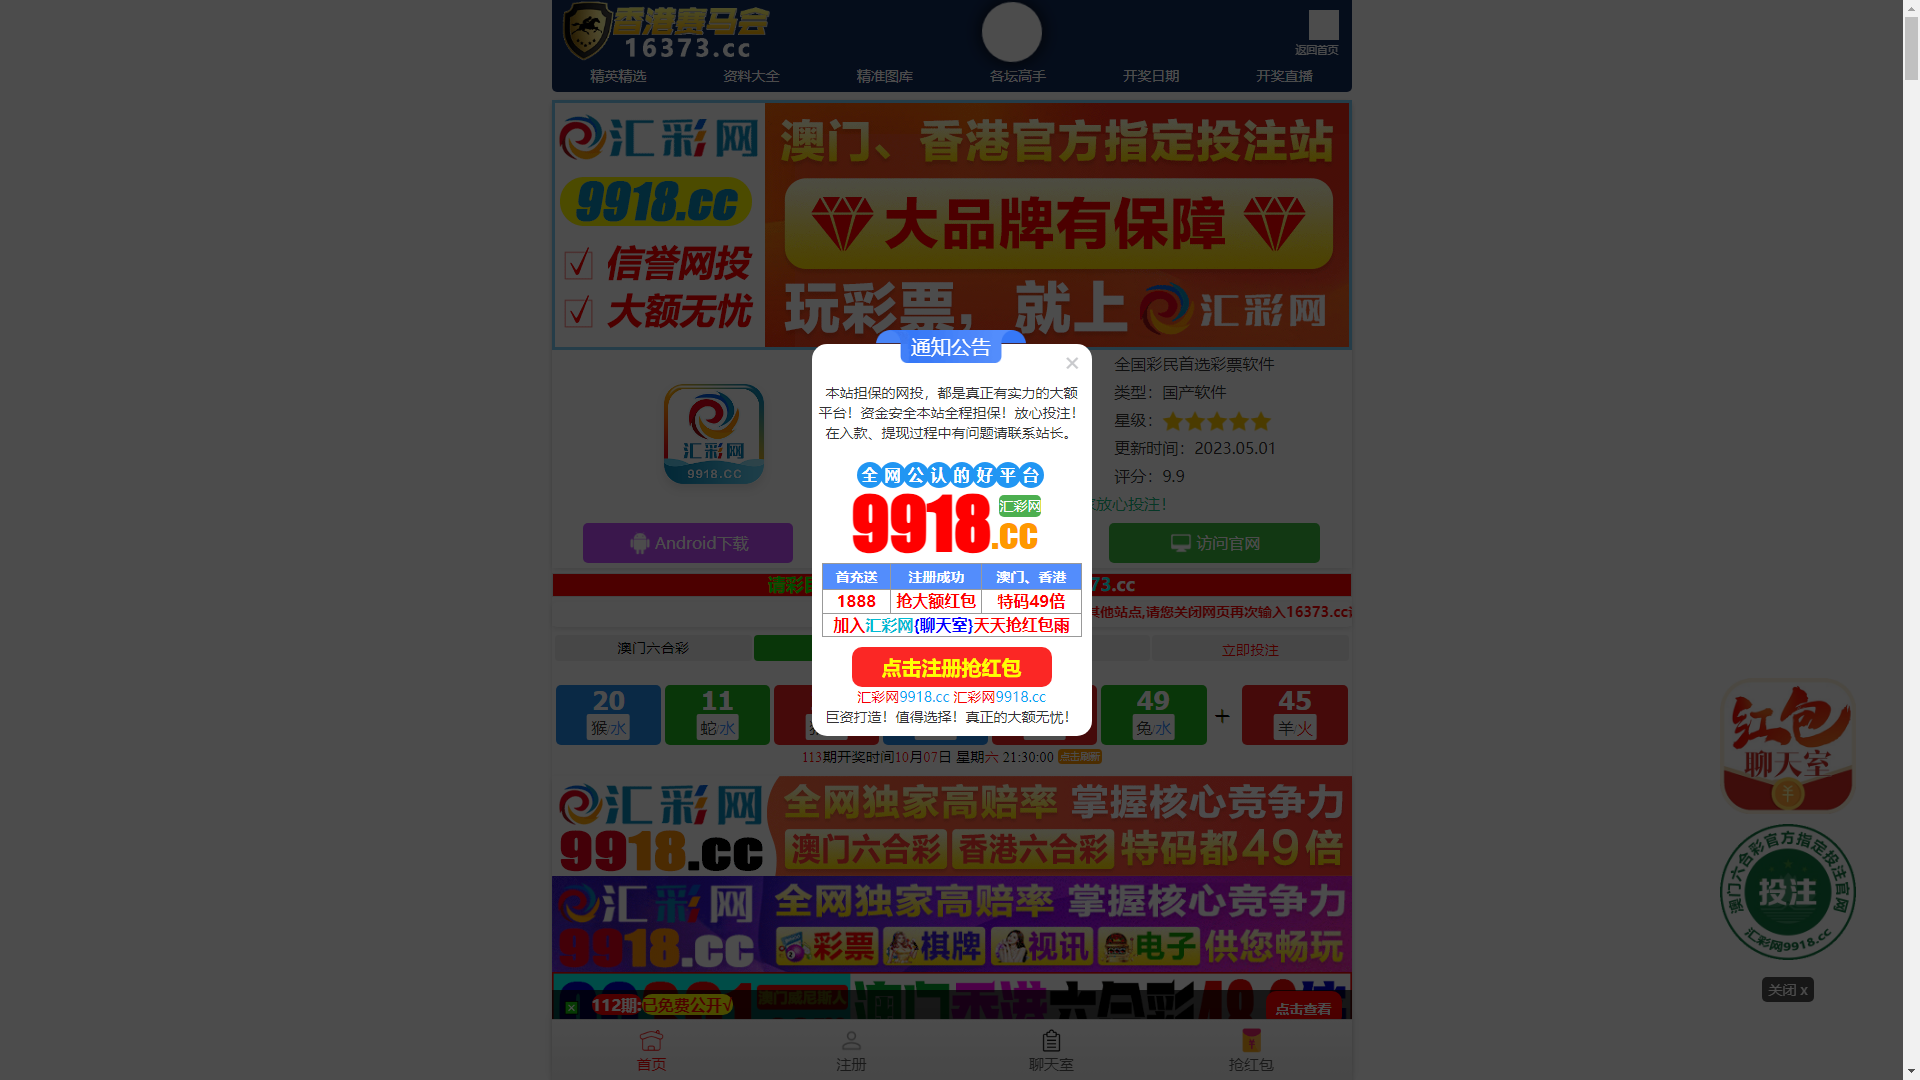 香港赛马会
16373.cc
返回首页
精英精选 资料大全 精准图库 各坛高手 开奖日期 开奖直播
汇彩网
9918.cc
信誉网投
大额无忧
澳门、香港官方指定投注站
大品牌有保障
玩彩票，就上 汇彩网
通知公告
×
本站担保的网投，都是真正有实力的大额
平台！资金安全本站全程担保！放心投注！
在入款、提现过程中有问题请联系站长。
全网公认的好平台
9918.cc
汇彩网
首充送 注册成功 澳门、香港
1888 抢大额红包 特码49倍
加入汇彩网{聊天室}天天抢红包雨
点击注册抢红包
汇彩网9918.cc 汇彩网9918.cc
巨资打造！值得选择！真正的大额无忧！
汇彩网
9918.CC
全国彩民首选彩票软件
类型：国产软件
星级：
更新时间：2023.05.01
评分：9.9
放心投注！
Android下载
访问官网
请彩
73.cc
其他站点,请您关闭网页再次输入16373.cc
澳门六合彩
立即投注
20
猴/水
11
蛇/水
49
兔/水
+
45
羊/火
113期开奖时间10月07日 星期六 21:30:00 点击刷新
汇彩网
9918.cc
全网独家高赔率 掌握核心竞争力
澳门六合彩 香港六合彩 特码都49倍
汇彩网
9918.cc
全网独家高赔率 掌握核心竞争力
彩票 棋牌 视讯 电子 供您畅玩
澳门威尼斯人
112期:已免费公开√
点击查看
首页 注册 聊天室 抢红包
红包
聊天室
澳门六合彩官方指定投注官网
投注
汇彩网9918.cc
关闭 x